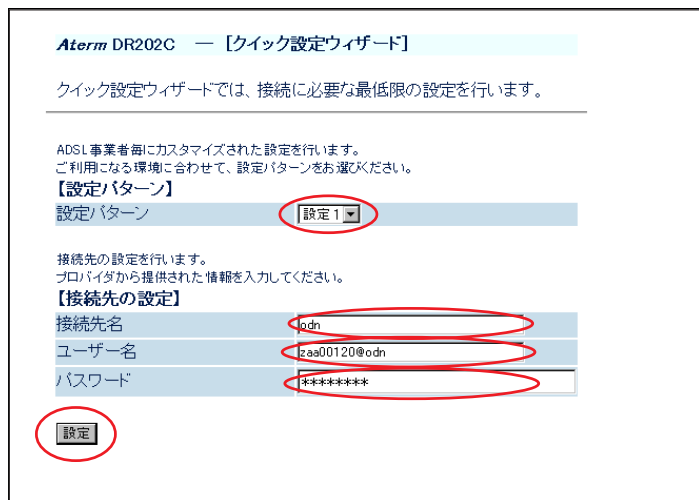 Aterm DR202C — [クイック設定ウィザード]
クイック設定ウィザードでは、接続に必要な最低限の設定を行います。
ADSL事業者毎にカスタマイズされた設定を行います。
ご利用になる環境に合わせて、設定パターンをお選びください。
【設定パターン】
設定パターン 設定1
接続先の設定を行います。
プロバイダから提供された情報を入力してください。
【接続先の設定】
接続先名 odn
ユーザー名 zaa00120@odn
パスワード ********
設定